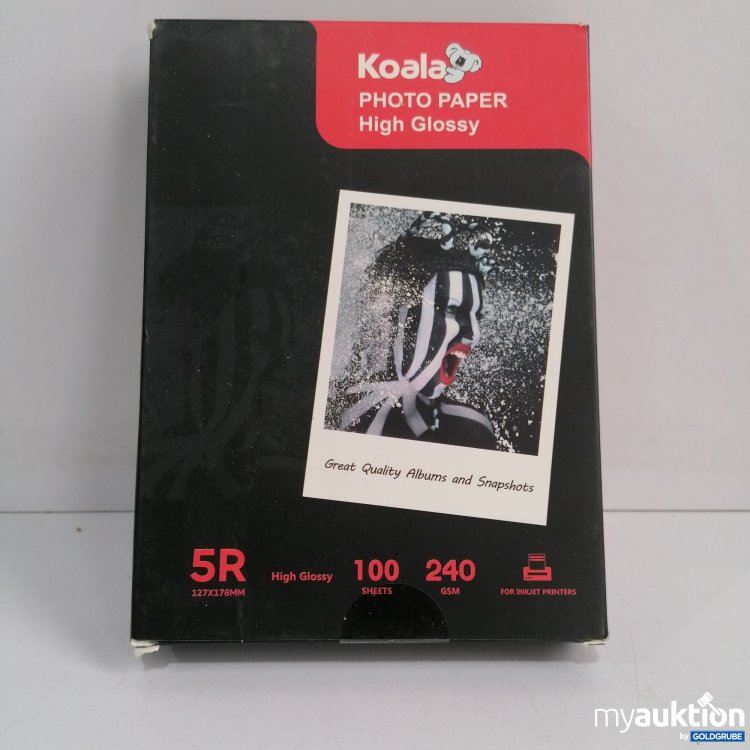 Koala
PHOTO PAPER
High Glossy
Great Quality Albums and Snapshots
5R
127X178MM
High Glossy
100
SHEETS
240
GSM
FOR INKJET PRINTERS
myauktion
by GOLDGRUBE